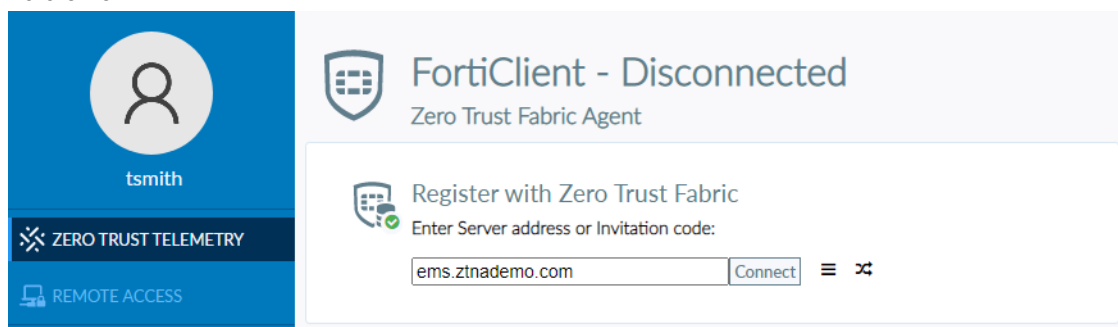 tsmith
ZERO TRUST TELEMETRY
REMOTE ACCESS
FortiClient - Disconnected
Zero Trust Fabric Agent
Register with Zero Trust Fabric
Enter Server address or Invitation code:
ems.ztnademo.com Connect